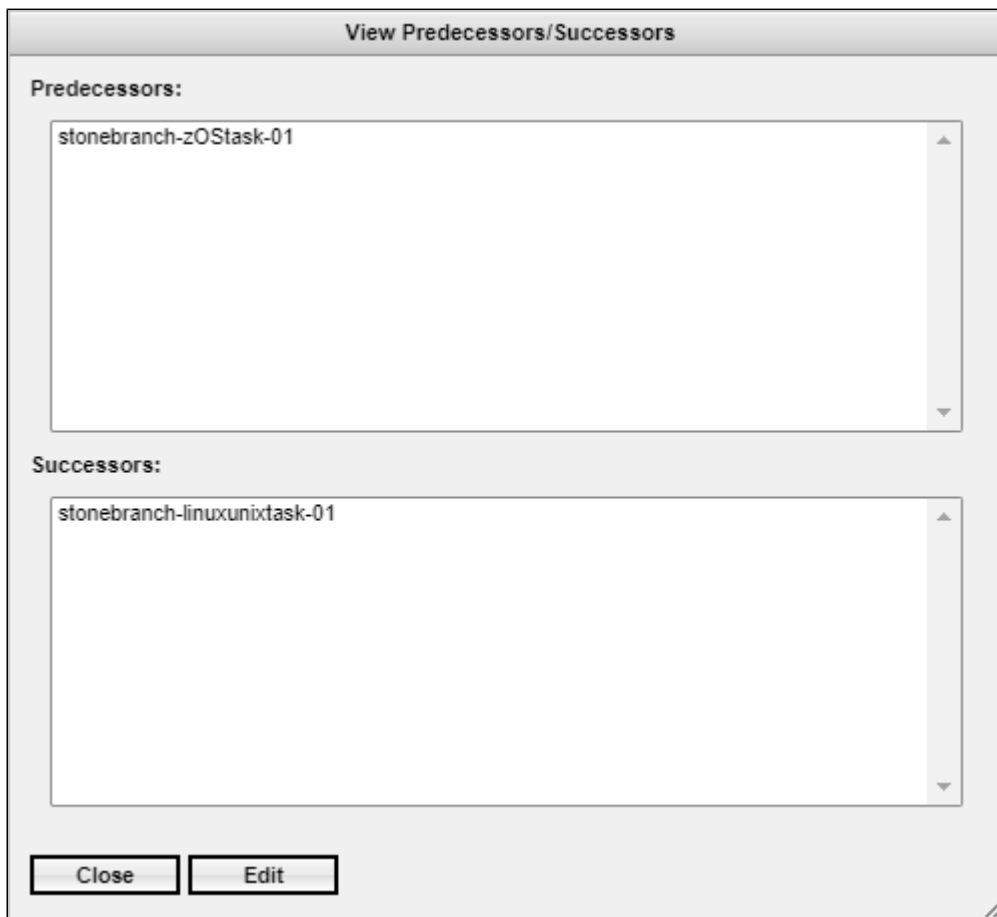 View Predecessors/Successors
Predecessors:
stonebranch-zOStask-01
Successors:
stonebranch-linuxunixtask-01
Close Edit